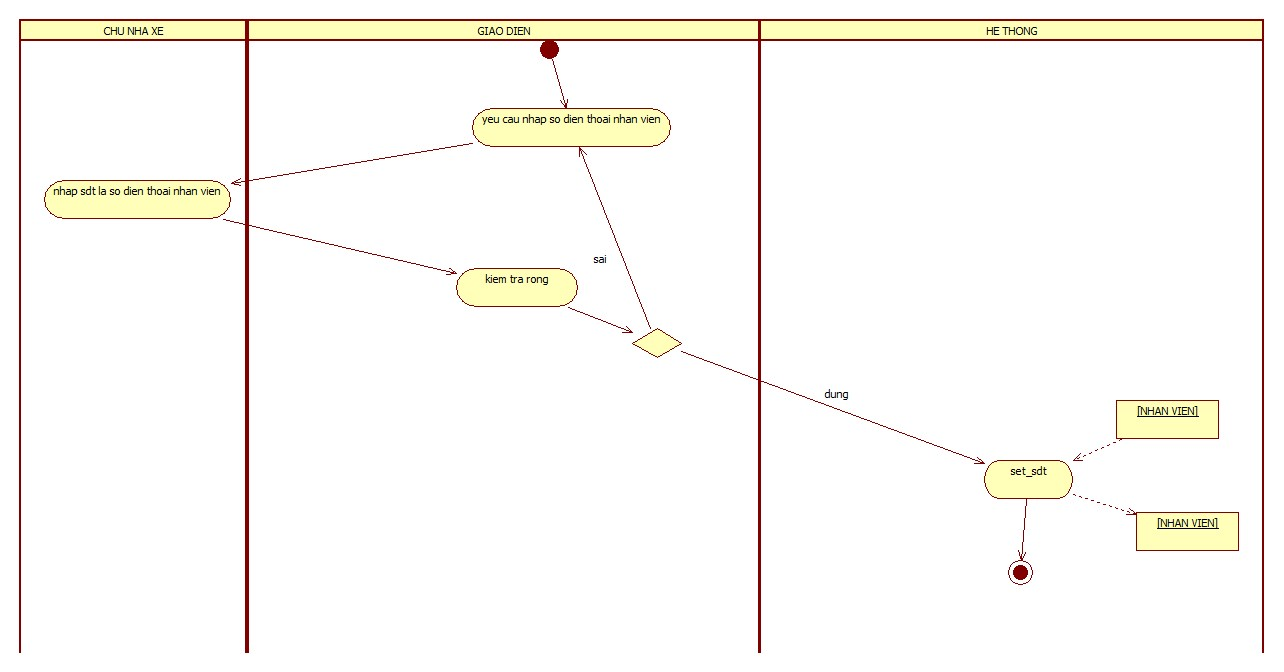 CHU NHA XE
GIAO DIEN
HE THONG
yeu cau nhap so dien thoai nhan vien
nhap sdt la so dien thoai nhan vien
sai
kiem tra rong
dung
[NHAN VIEN]
set_sdt
[NHAN VIEN]